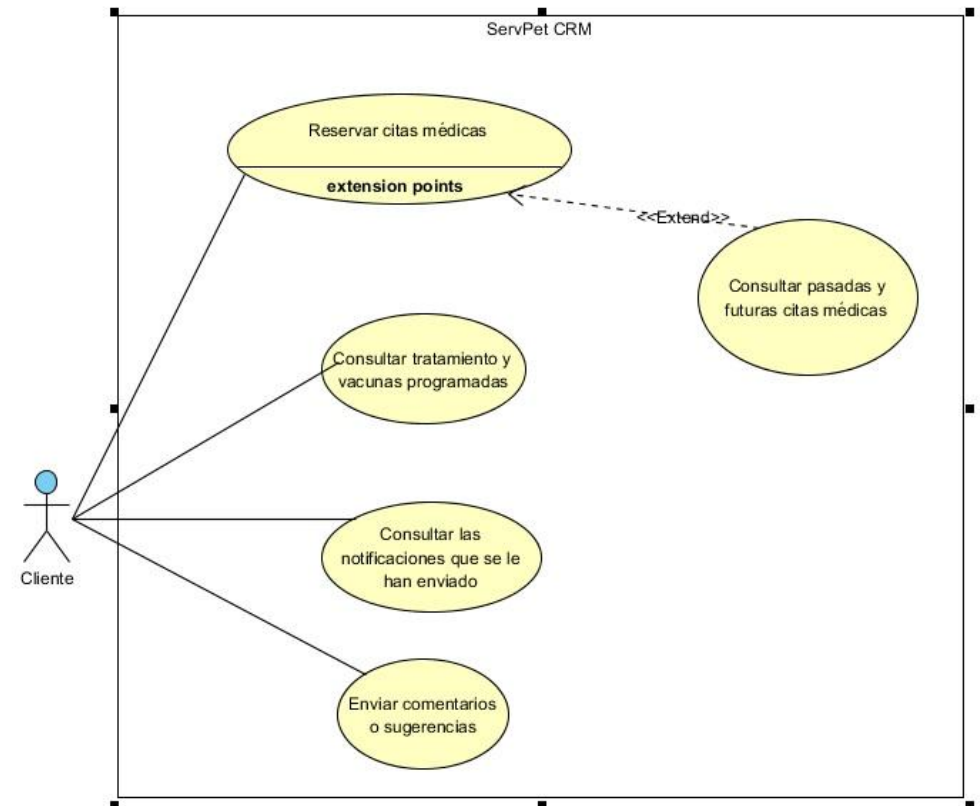 ServPet CRM
Reservar citas médicas
extension points
<<Extend>>
Consultar pasadas y
futuras citas médicas
Consultar tratamiento y
vacunas programadas
Consultar las
notificaciones que se le
han enviado
Cliente
Enviar comentarios
o sugerencias